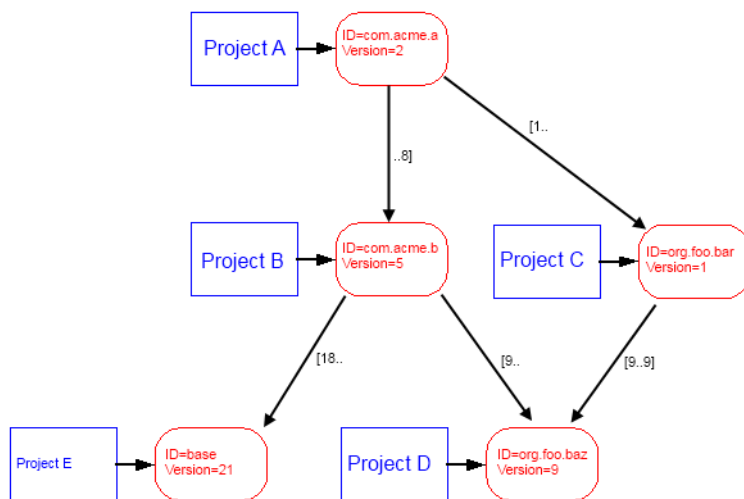 Project A
ID=com.acme.a
Version=2
[1..
..8]
Project B
ID=com.acme.b
Version=5
Project C
ID=org.foo.bar
Version=1
[18..
[9..
[9..9]
Project E
ID=base
Version=21
Project D
ID=org.foo.baz
Version=9